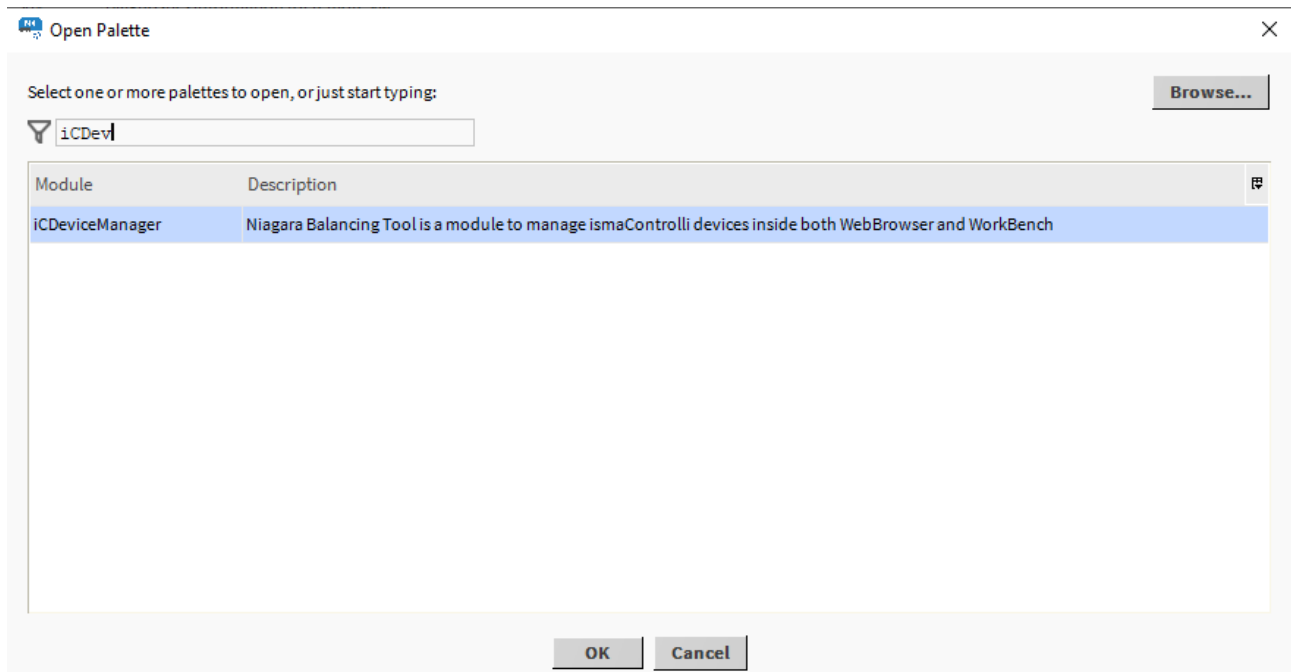 Open Palette
Select one or more palettes to open, or just start typing:
Browse...
iCDev
Module Description
iCDeviceManager Niagara Balancing Tool is a module to manage ismaControlli devices inside both WebBrowser and WorkBench
OK Cancel